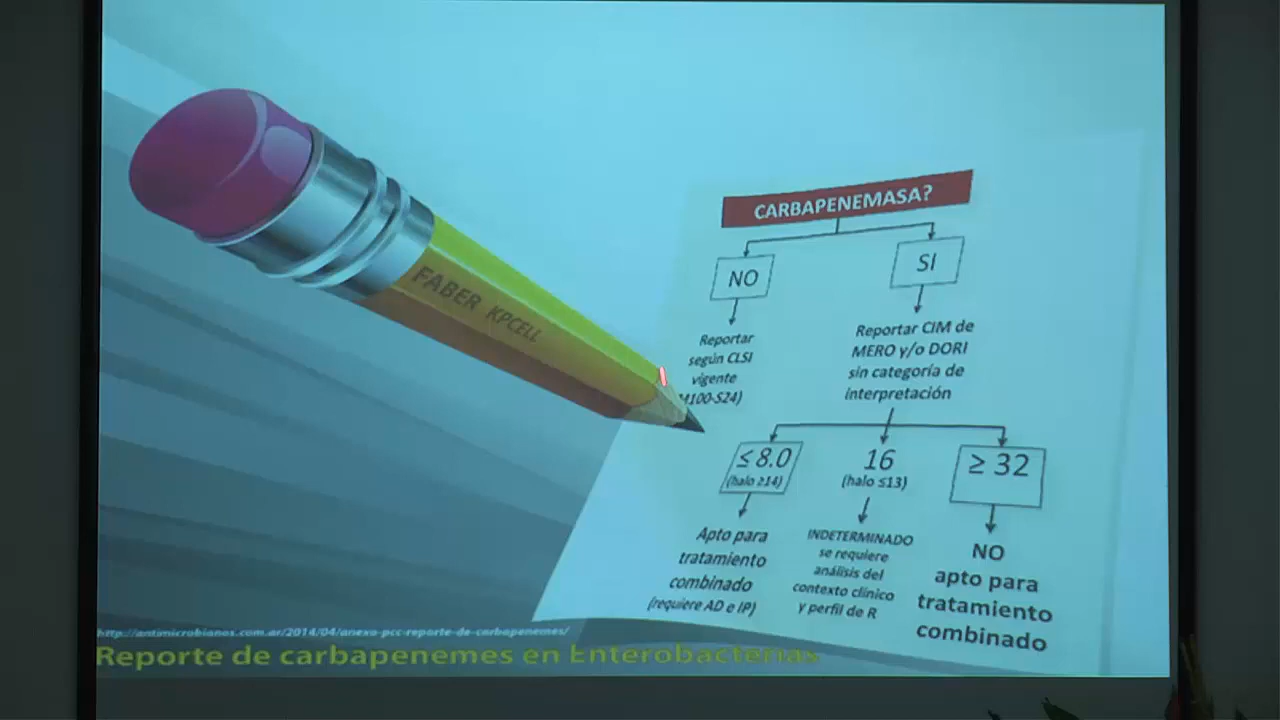 FABER KPCELL
CARBAPENEMASA?
NO
SI
Reportar
según CLSI
vigente
M100-S24)
Reportar CIM de
MERO y/o DORI
sin categoría de
interpretación
≤ 8.0
(halo ≥14)
16
(halo ≤13)
≥ 32
Apto para
tratamiento
combinado
(requiere AD e IP)
INDETERMINADO
se requiere
análisis del
contexto clínico
y perfil de R
NO
apto para
tratamiento
combinado
http://antimicrobianos.com.ar/2014/04/anexo-pcc-reporte-de-carbapenemes/
Reporte de carbapenemes en Enterobacterias